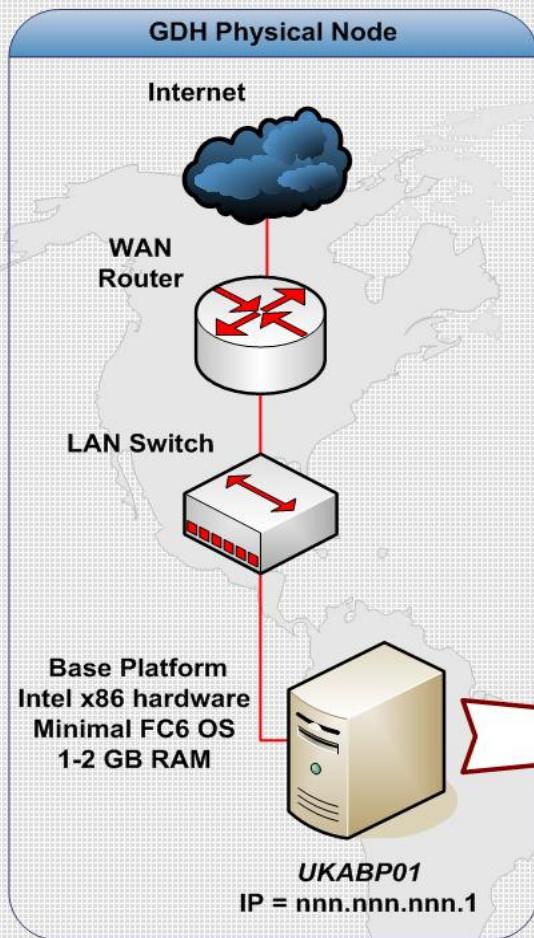 GDH Physical Node
Internet
WAN
Router
LAN Switch
Base Platform
Intel x86 hardware
Minimal FC6 OS
1-2 GB RAM
UKABP01
IP = nnn.nnn.nnn.1